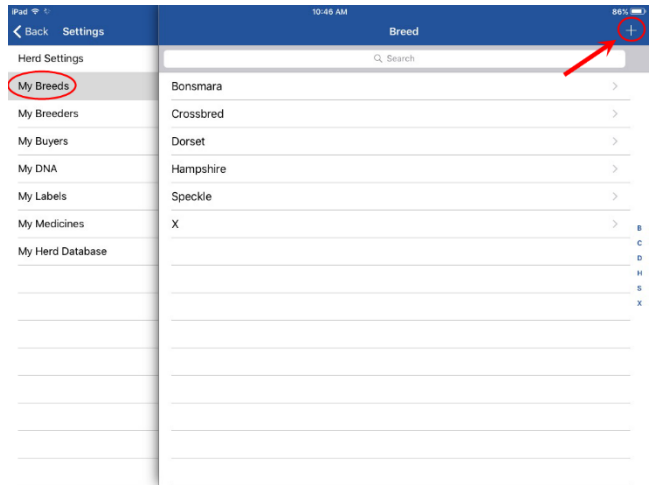 iPad 10:46 AM 86%
Back Settings Breed +
Herd Settings
Search
My Breeds
My Breeders
My Buyers
My DNA
My Labels
My Medicines
My Herd Database
Bonsmara
Crossbred
Dorset
Hampshire
Speckle
X
B
C
D
H
S
X